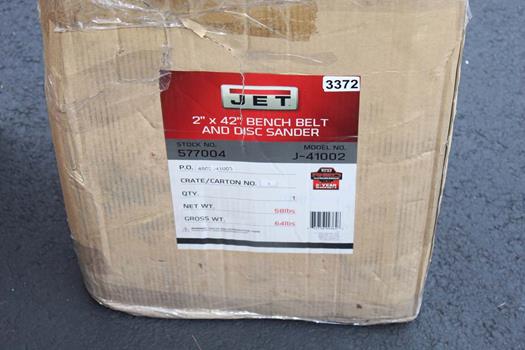 3372
JET
2" x 42" BENCH BELT
AND DISC SANDER
STOCK NO. MODEL NO.
577004 J-41002
P.O.
CRATE/CARTON NO.
QTY. 1
NET WT. 58lbs
GROSS WT. 64lbs